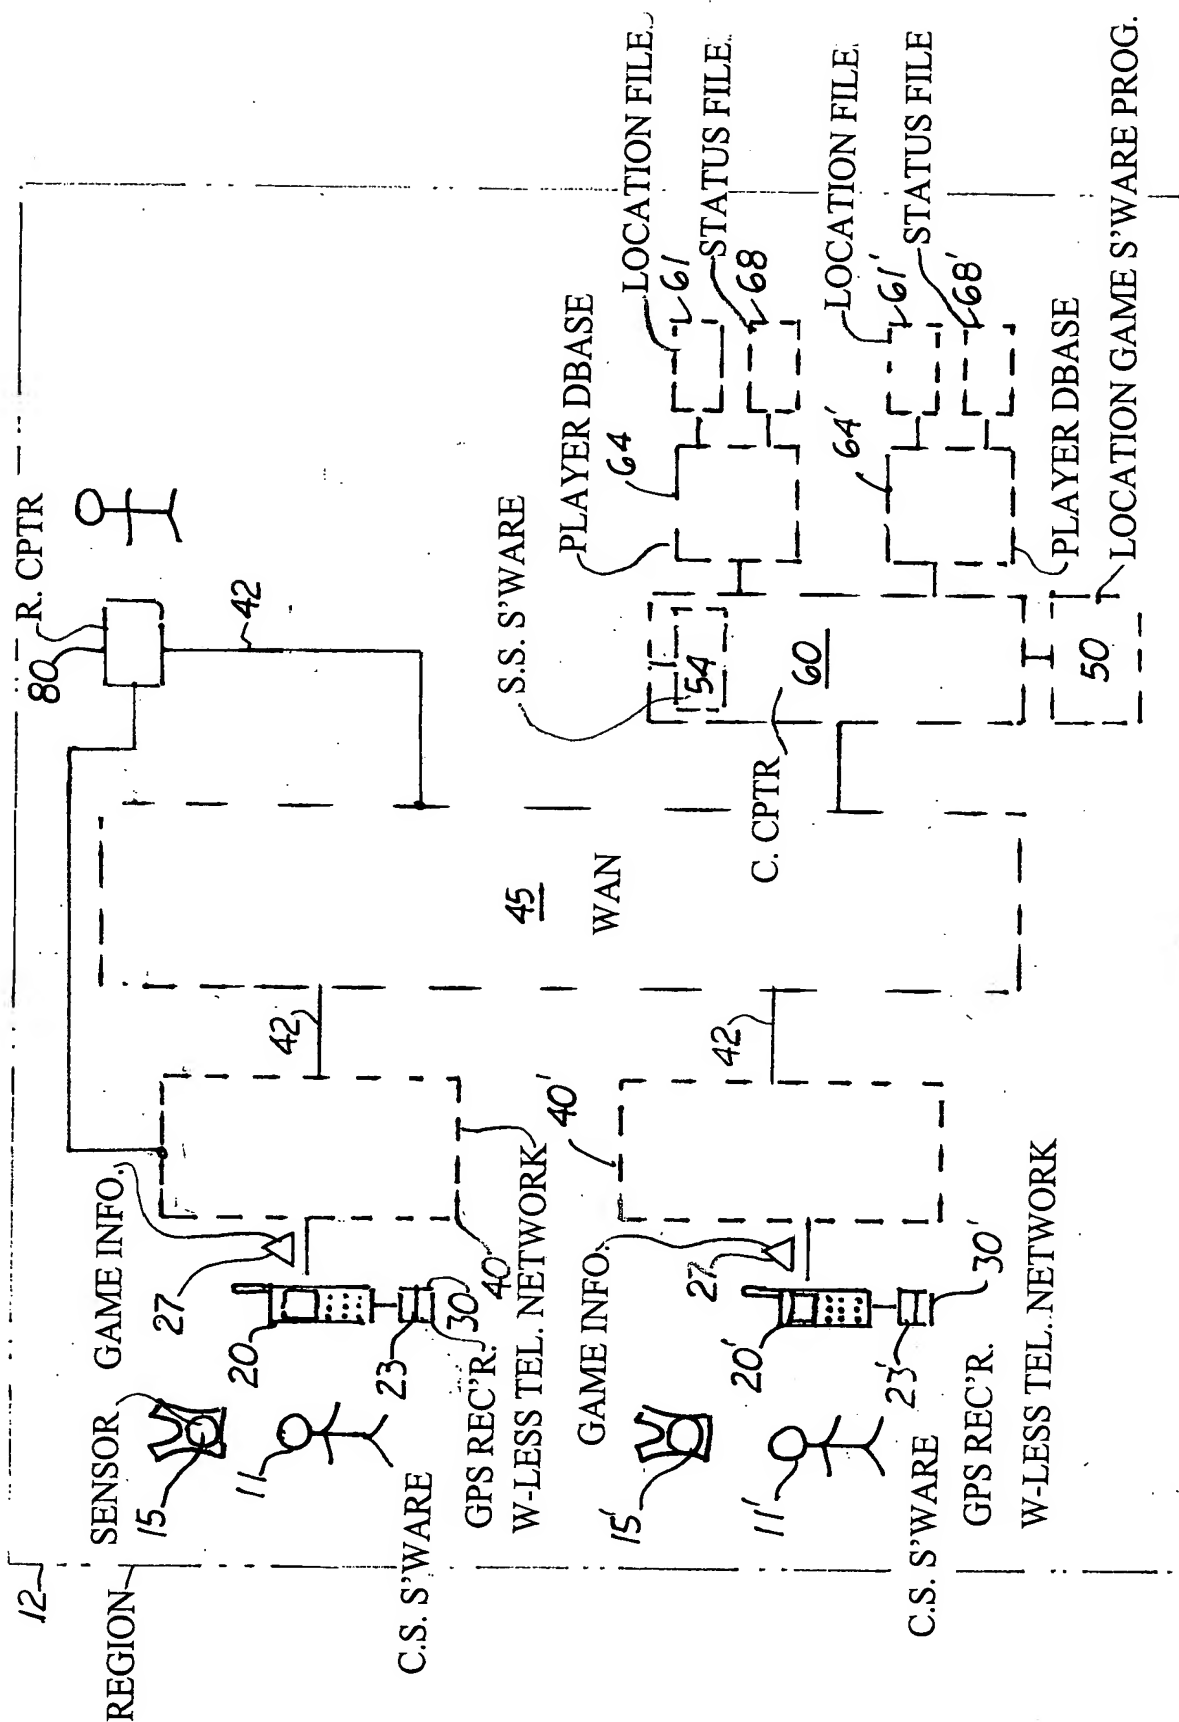 12
REGION
SENSOR
15
GAME INFO.
27
11
20
23
30
C.S. S'WARE
GPS REC'R.
40
W-LESS TEL. NETWORK
42
80
R. CPTR
42
45
WAN
GAME INFO.
15'
27
11'
20'
23'
30'
C.S. S'WARE
GPS REC'R.
40'
W-LESS TEL. NETWORK
42
C. CPTR
60
S.S. S'WARE
54
PLAYER DBASE
64
LOCATION FILE
61
STATUS FILE
68
64'
PLAYER DBASE
LOCATION FILE
61'
STATUS FILE
68'
50
LOCATION GAME S'WARE PROG.